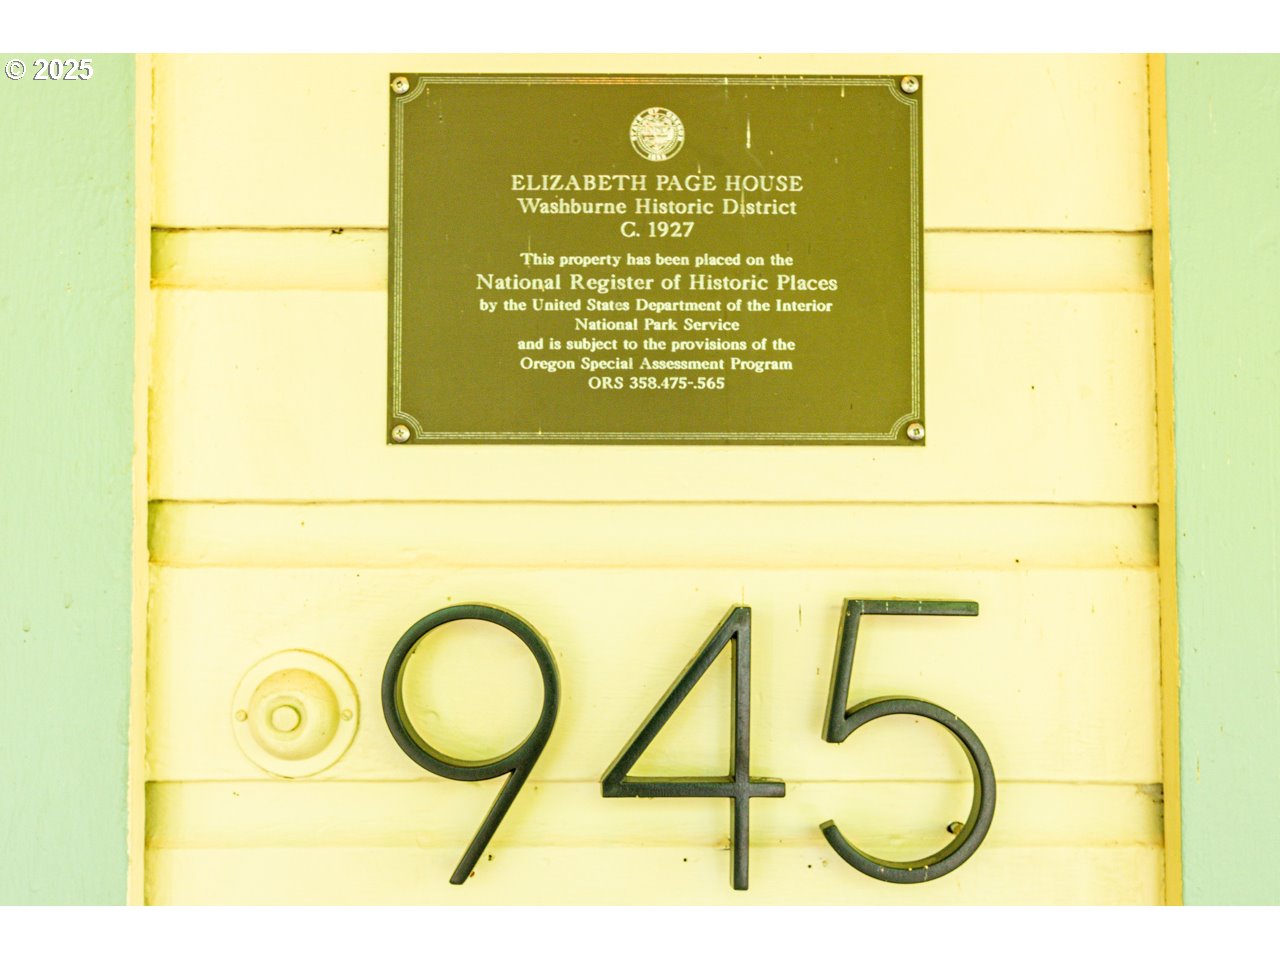 © 2025
ELIZABETH PAGE HOUSE
Washburne Historic District
C. 1927
This property has been placed on the
National Register of Historic Places
by the United States Department of the Interior
National Park Service
and is subject to the provisions of the
Oregon Special Assessment Program
ORS 358.475-.565
945